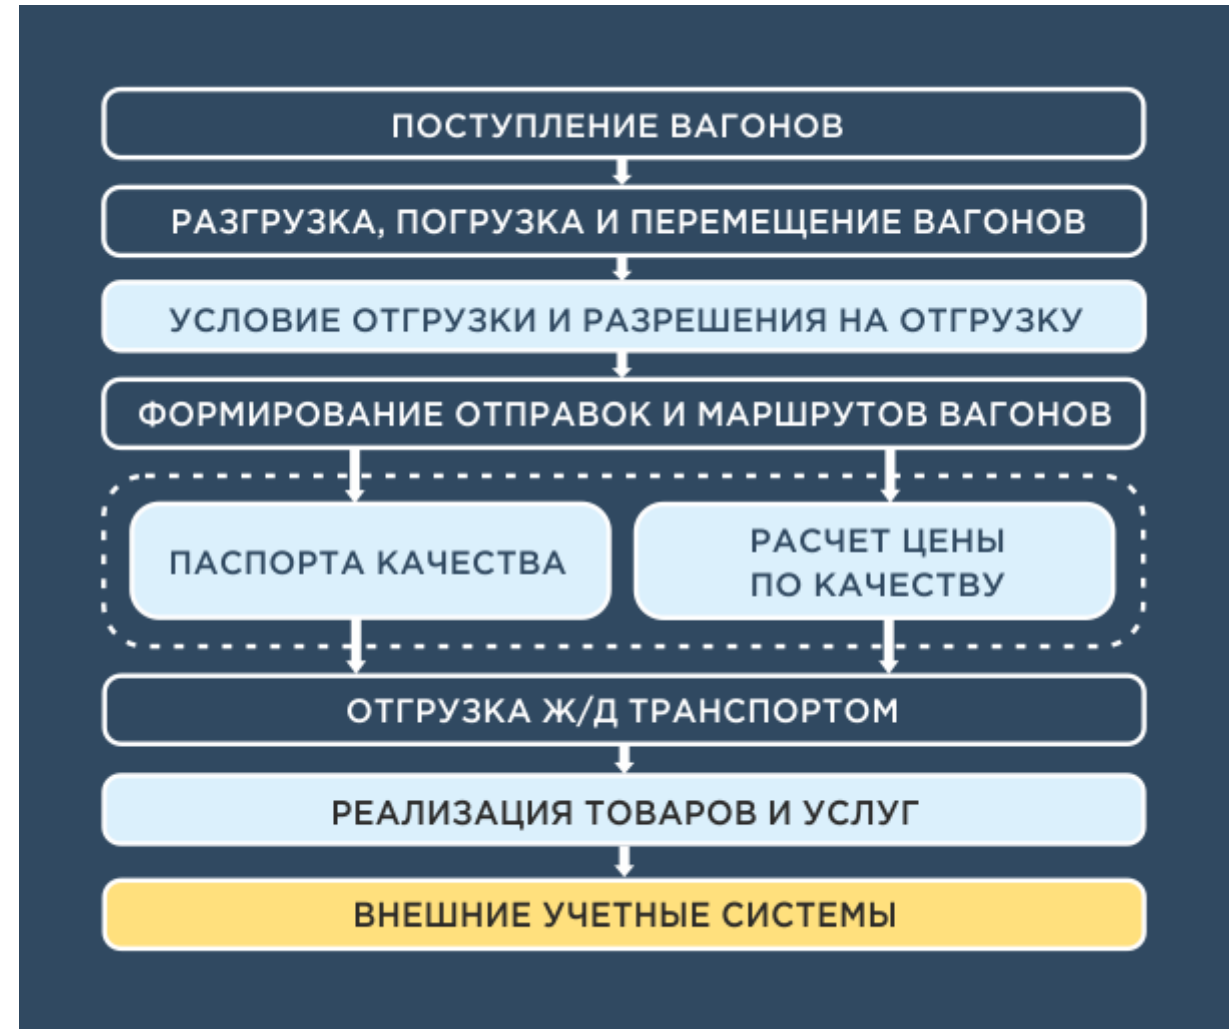 ПОСТУПЛЕНИЕ ВАГОНОВ
РАЗГРУЗКА, ПОГРУЗКА И ПЕРЕМЕЩЕНИЕ ВАГОНОВ
УСЛОВИЕ ОТГРУЗКИ И РАЗРЕШЕНИЯ НА ОТГРУЗКУ
ФОРМИРОВАНИЕ ОТПРАВОК И МАРШРУТОВ ВАГОНОВ
ПАСПОРТА КАЧЕСТВА
РАСЧЕТ ЦЕНЫ
ПО КАЧЕСТВУ
ОТГРУЗКА Ж/Д ТРАНСПОРТОМ
РЕАЛИЗАЦИЯ ТОВАРОВ И УСЛУГ
ВНЕШНИЕ УЧЕТНЫЕ СИСТЕМЫ